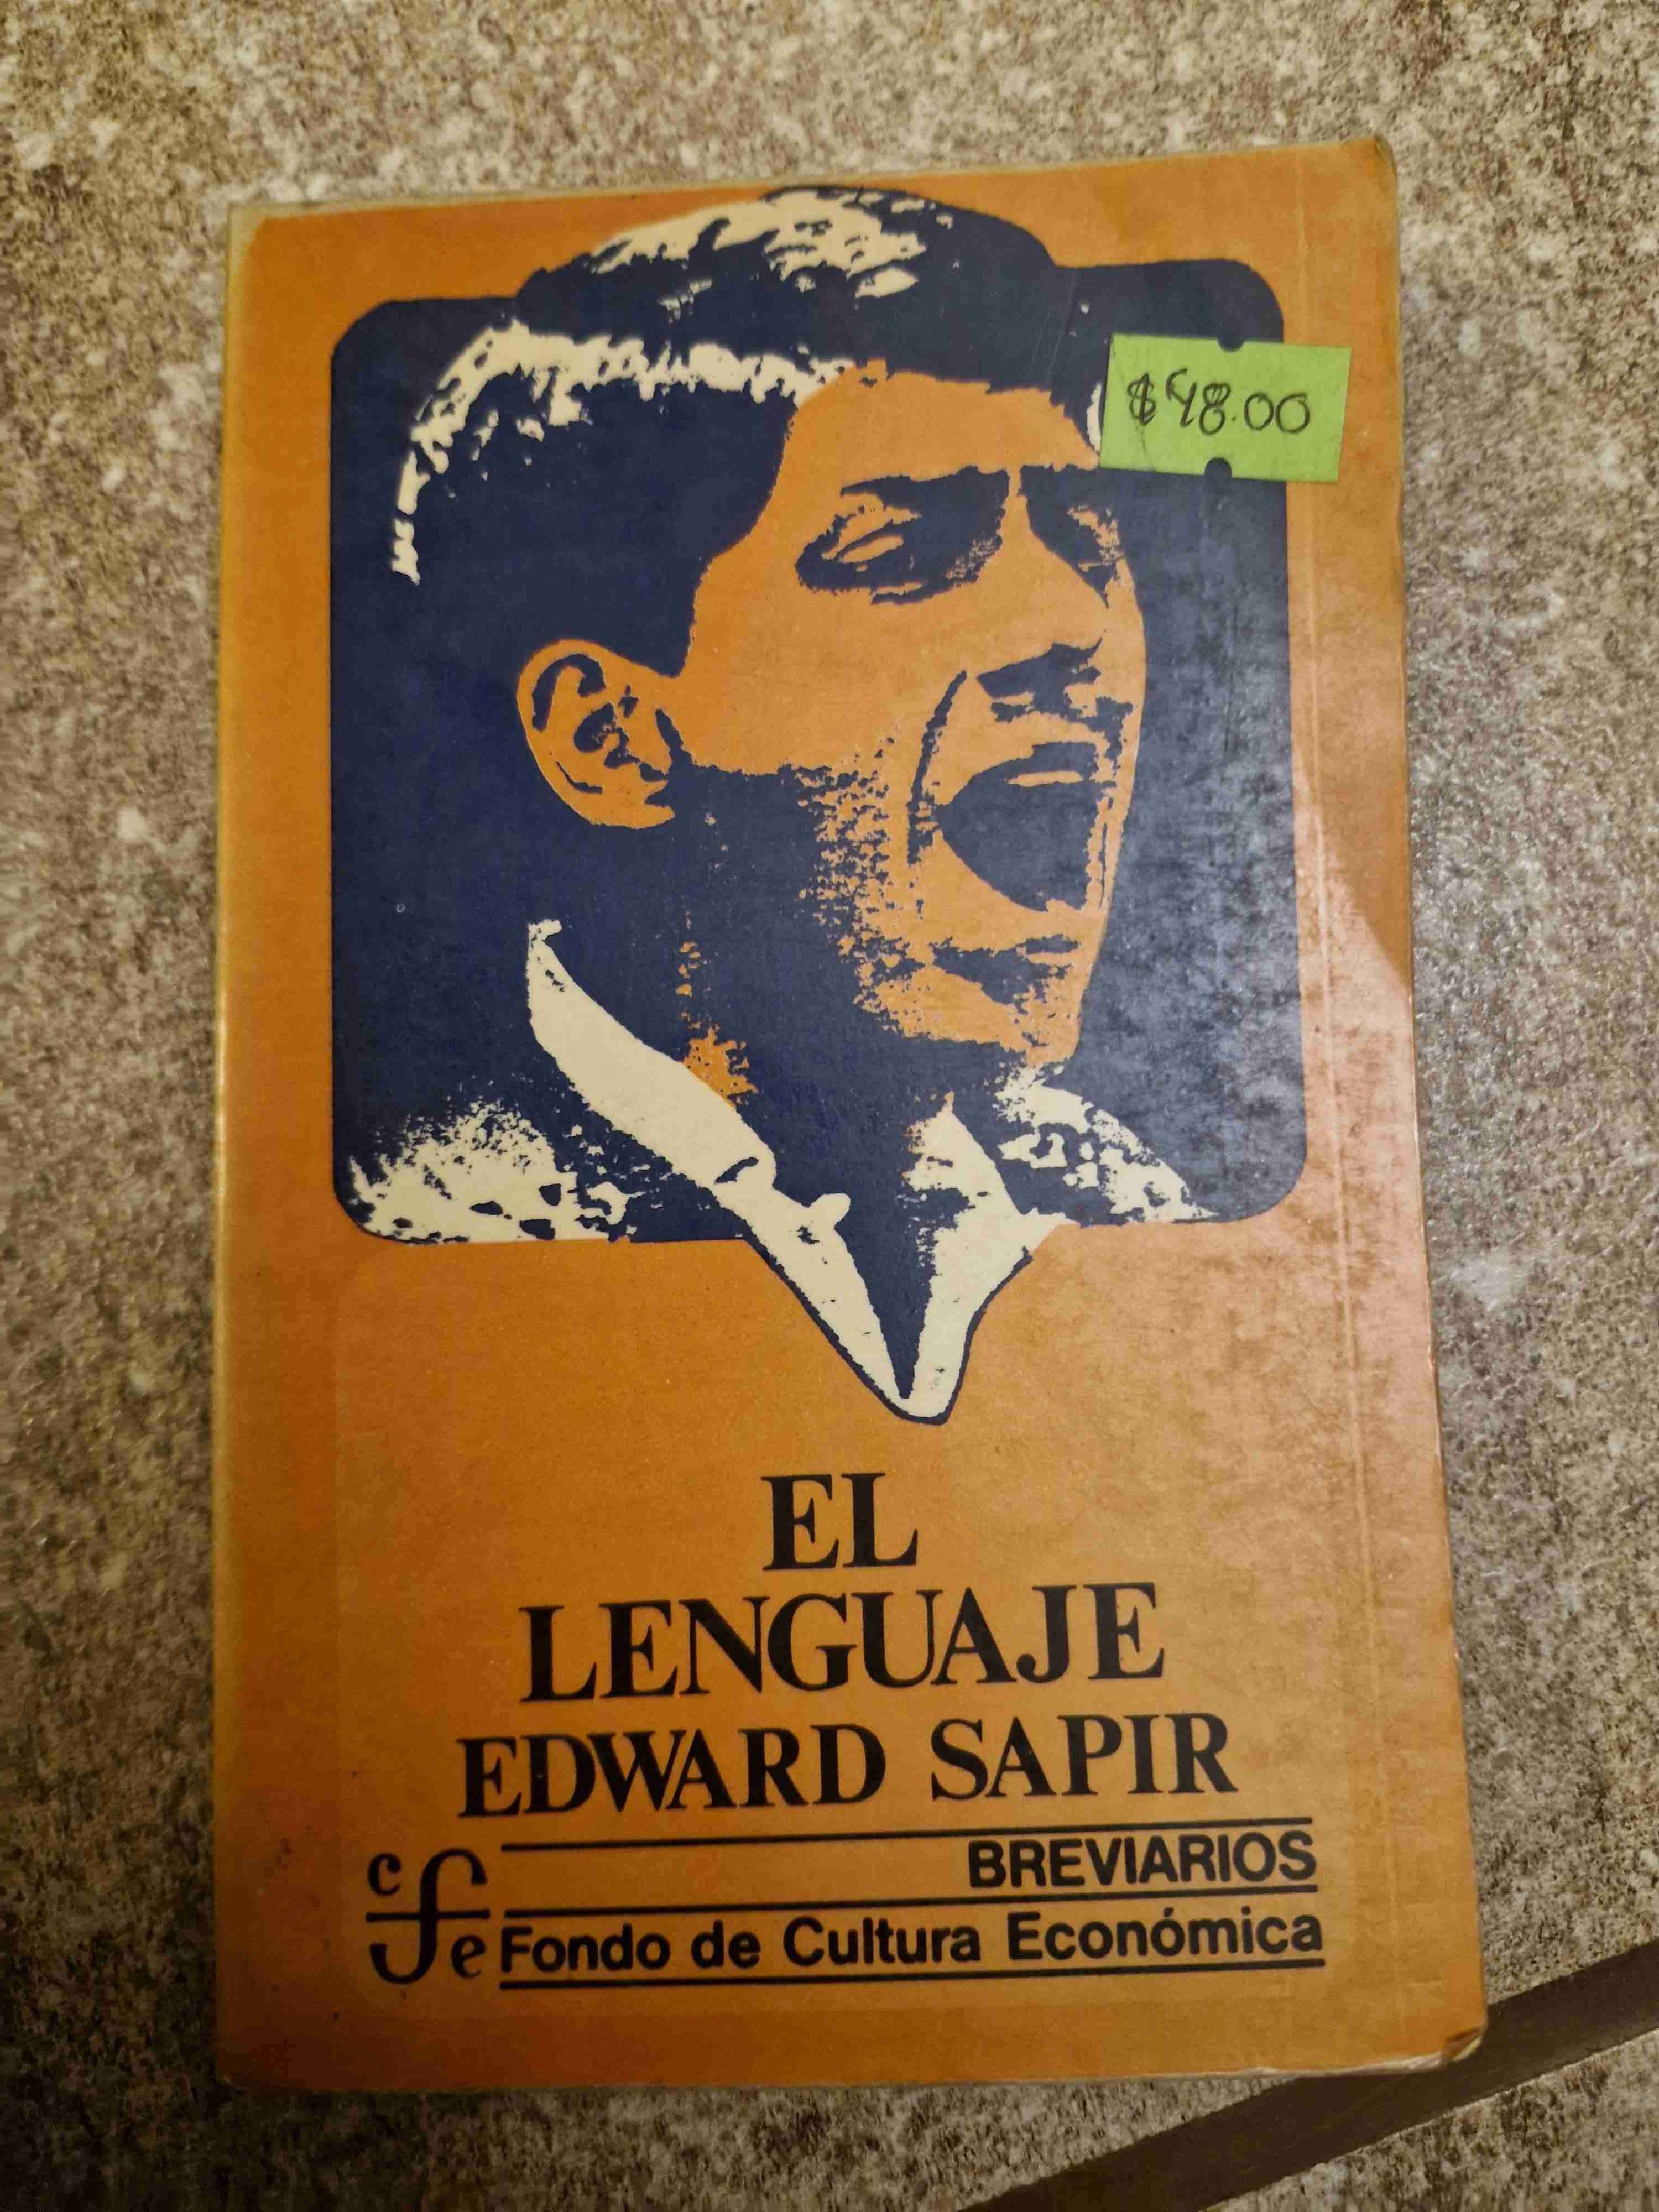 $48.00
EL
LENGUAJE
EDWARD SAPIR
BREVIARIOS
cfe Fondo de Cultura Económica